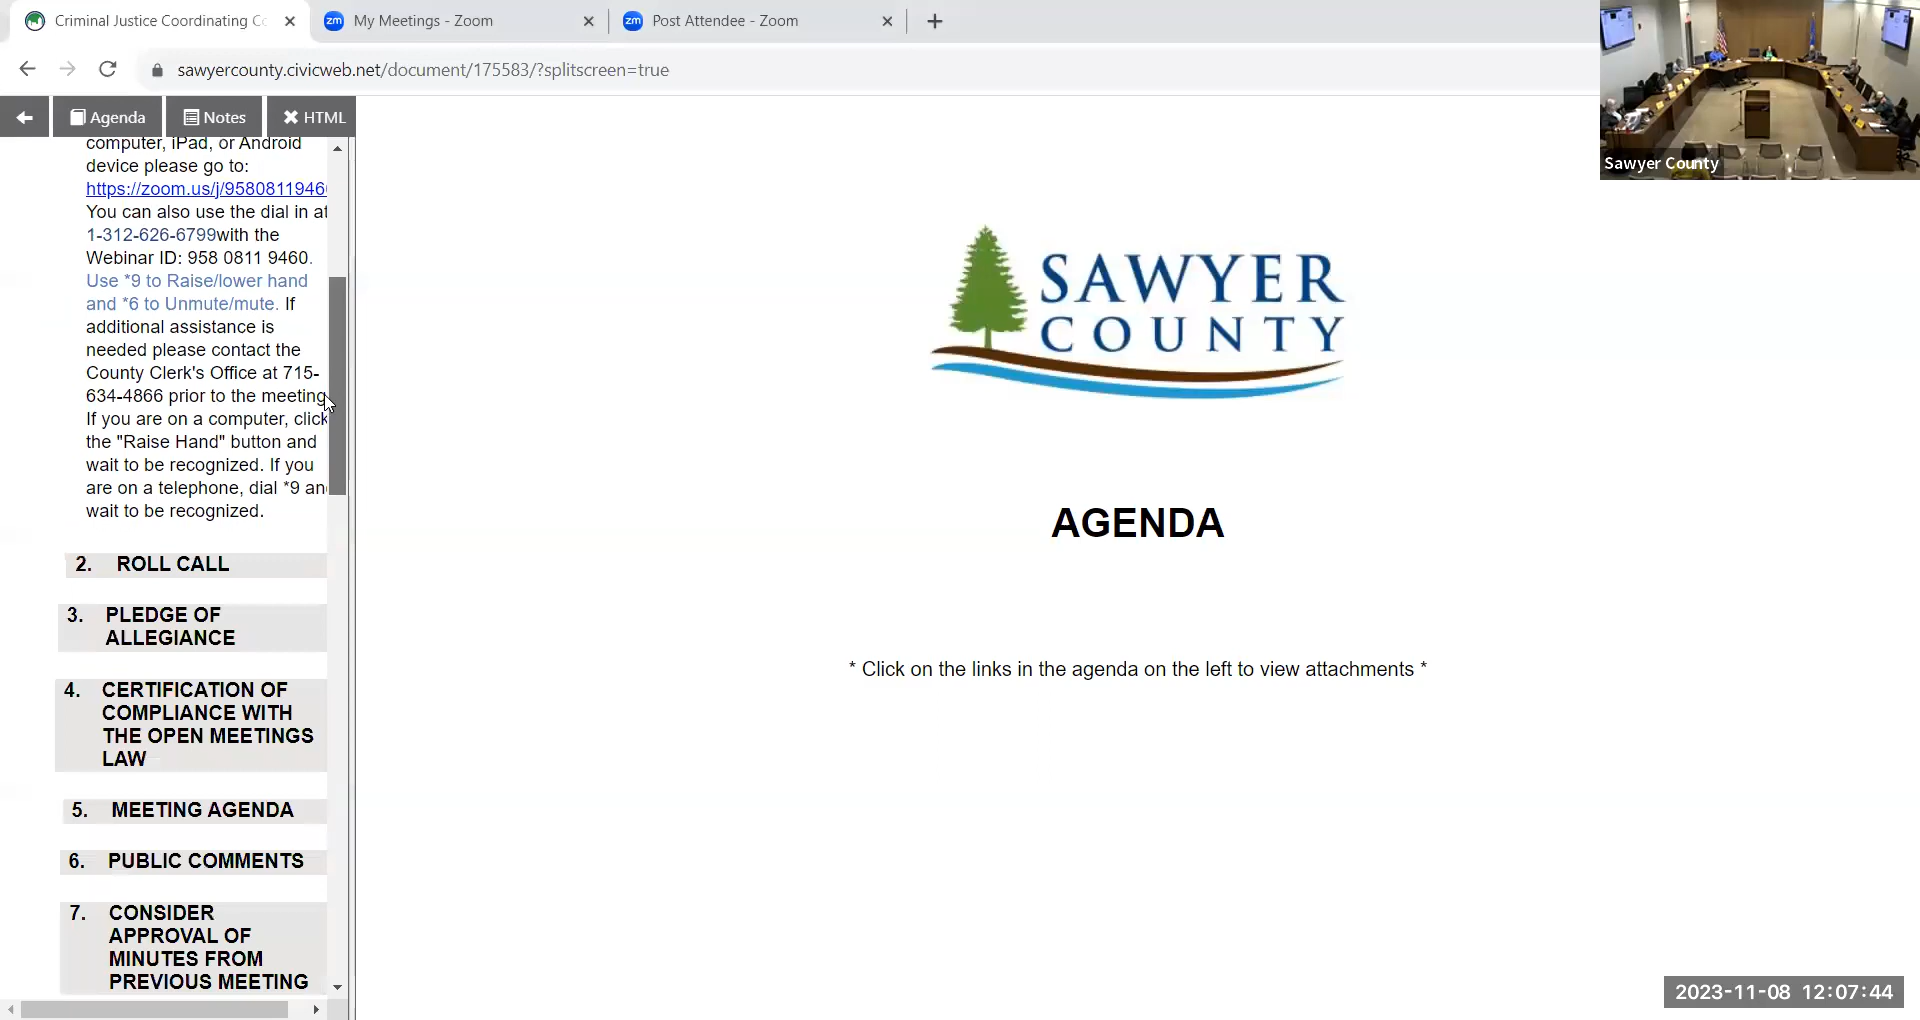 Criminal Justice Coordinating Co
My Meetings - Zoom
Post Attendee - Zoom
sawyercounty.civicweb.net/document/175583/?splitscreen=true
Agenda
Notes
HTML
computer, iPad, or Android
device please go to:
https://zoom.us/j/9580811946
You can also use the dial in at
1-312-626-6799with the
Webinar ID: 958 0811 9460.
Use *9 to Raise/lower hand
and *6 to Unmute/mute. If
additional assistance is
needed please contact the
County Clerk's Office at 715-
634-4866 prior to the meeting
If you are on a computer, click
the "Raise Hand" button and
wait to be recognized. If you
are on a telephone, dial *9 an
wait to be recognized.
2. ROLL CALL
3. PLEDGE OF
ALLEGIANCE
4. CERTIFICATION OF
COMPLIANCE WITH
THE OPEN MEETINGS
LAW
5. MEETING AGENDA
6. PUBLIC COMMENTS
7. CONSIDER
APPROVAL OF
MINUTES FROM
PREVIOUS MEETING
SAWYER
COUNTY
AGENDA
* Click on the links in the agenda on the left to view attachments *
Sawyer County
2023-11-08 12:07:44